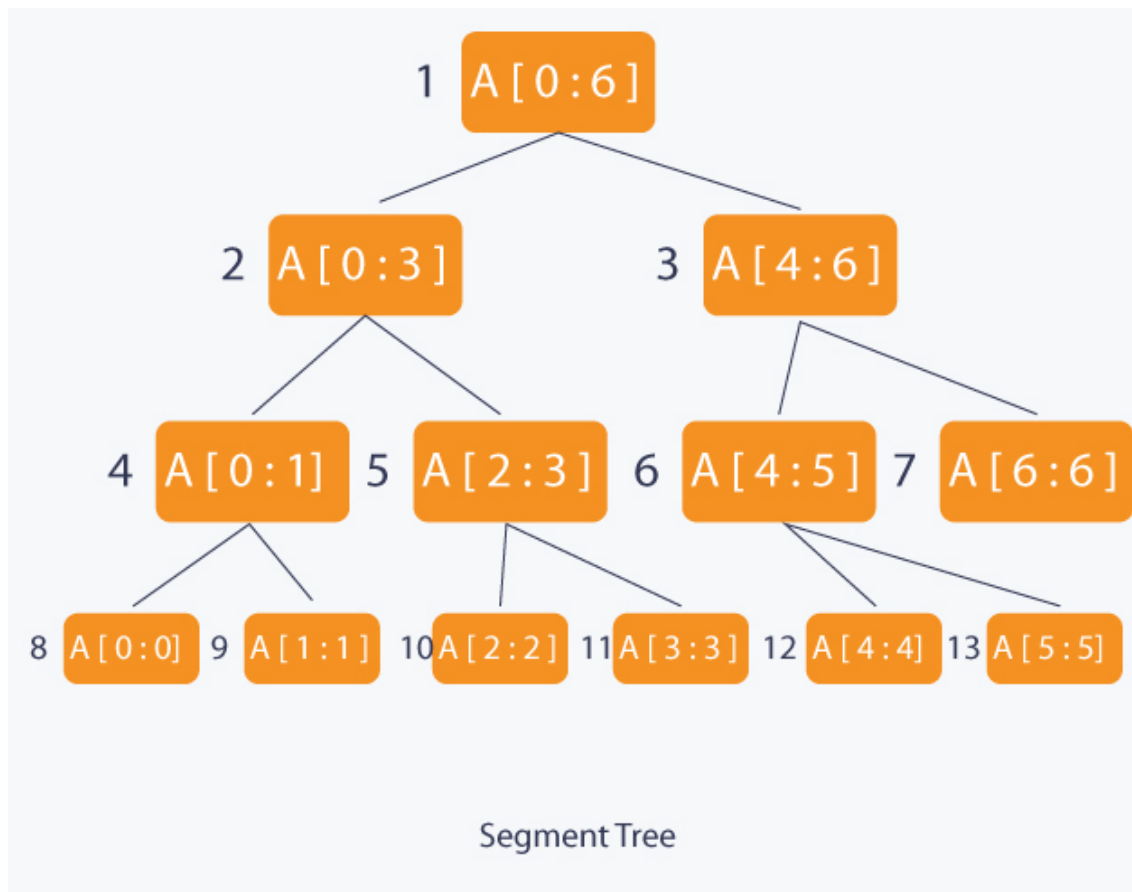 1 A[0:6]
2 A[0:3] 3 A[4:6]
4 A[0:1] 5 A[2:3] 6 A[4:5] 7 A[6:6]
8 A[0:0] 9 A[1:1] 10 A[2:2] 11 A[3:3] 12 A[4:4] 13 A[5:5]
Segment Tree